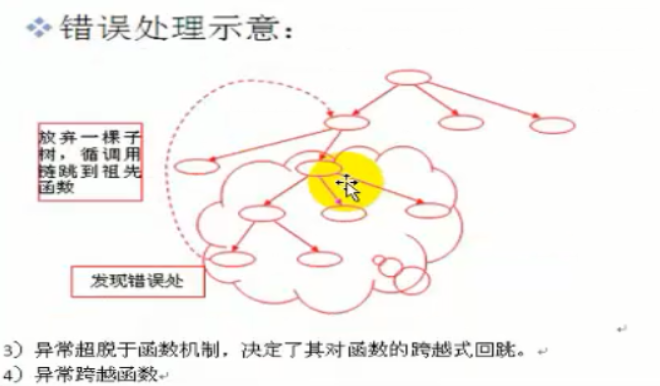 错误处理示意：
放弃一棵子
树，循调用
链跳到祖先
函数
发现错误处
3）异常超脱于函数机制，决定了其对函数的跨越式回跳。
4）异常跨越函数